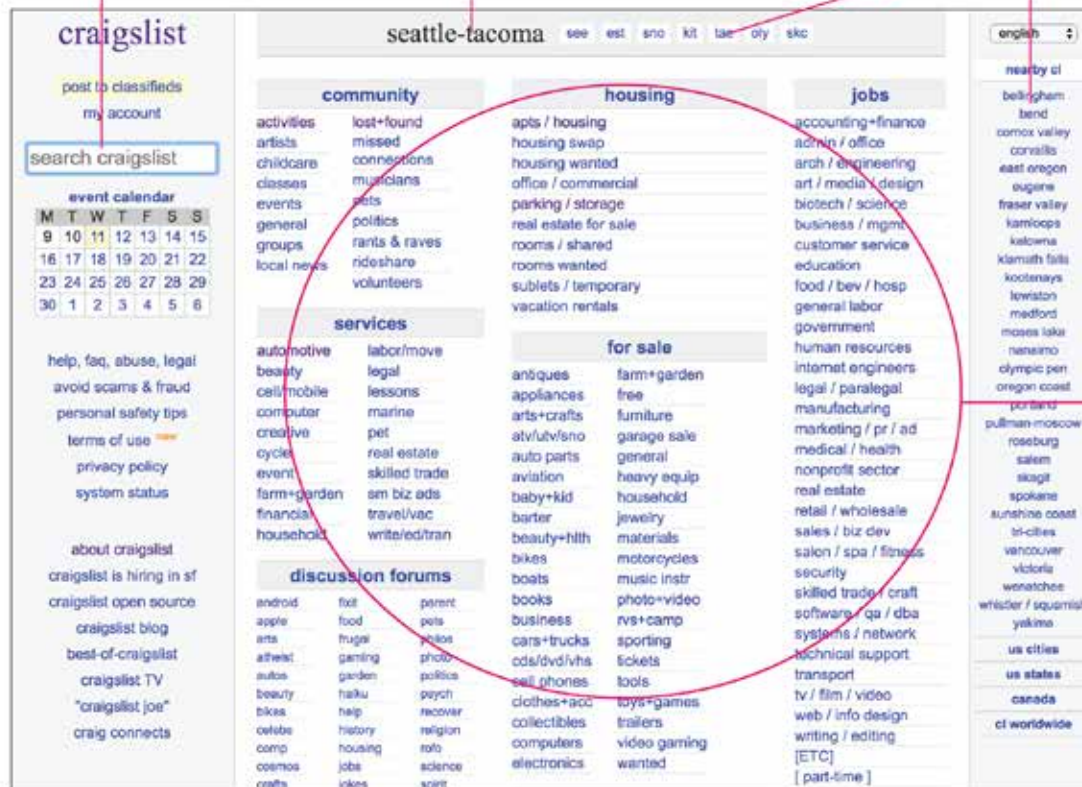 craigslist
post to classifieds
my account
search craigslist
event calendar
M T W T F S S
9 10 11 12 13 14 15
16 17 18 19 20 21 22
23 24 25 26 27 28 29
30 1 2 3 4 5 6
help, faq, abuse, legal
avoid scams & fraud
personal safety tips
terms of use new
privacy policy
system status
about craigslist
craigslist is hiring in sf
craigslist open source
craigslist blog
best-of-craigslist
craigslist TV
"craigslist joe"
craig connects
seattle-tacoma see est sno kit tac oly skc
community
activities
artists
childcare
classes
events
general
groups
local news
lost+found
missed
connections
musicians
pets
politics
rants & raves
rideshare
volunteers
services
automotive
beauty
cell/mobile
computer
creative
cycle
event
farm+garden
financial
household
labor/move
legal
lessons
marine
pet
real estate
skilled trade
sm biz ads
travel/vac
write/ed/tran
discussion forums
android
apple
arts
atheist
autos
beauty
bikes
celebs
comp
cosmos
crafts
fixit
food
frugal
gaming
garden
haiku
help
history
housing
jobs
jokes
parent
pets
philos
photo
politics
psych
recover
religion
rofo
science
spirit
housing
apts / housing
housing swap
housing wanted
office / commercial
parking / storage
real estate for sale
rooms / shared
rooms wanted
sublets / temporary
vacation rentals
for sale
antiques
appliances
arts+crafts
atv/utv/sno
auto parts
aviation
baby+kid
barter
beauty+hlth
bikes
boats
books
business
cars+trucks
cds/dvd/vhs
cell phones
clothes+acc
collectibles
computers
electronics
farm+garden
free
furniture
garage sale
general
heavy equip
household
jewelry
materials
motorcycles
music instr
photo+video
rvs+camp
sporting
tickets
tools
toys+games
trailers
video gaming
wanted
jobs
accounting+finance
admin / office
arch / engineering
art / media / design
biotech / science
business / mgmt
customer service
education
food / bev / hosp
general labor
government
human resources
internet engineers
legal / paralegal
manufacturing
marketing / pr / ad
medical / health
nonprofit sector
real estate
retail / wholesale
sales / biz dev
salon / spa / fitness
security
skilled trade / craft
software / qa / dba
systems / network
technical support
transport
tv / film / video
web / info design
writing / editing
[ETC]
[ part-time ]
english
nearby cl
bellingham
bend
comox valley
corvallis
east oregon
eugene
fraser valley
kamloops
kelowna
klamath falls
kootenays
lewiston
medford
moses lake
nanaimo
olympic pen
oregon coast
portland
pullman-moscow
roseburg
salem
skagit
spokane
sunshine coast
tri-cities
vancouver
victoria
wenatchee
whistler / squamish
yakima
us cities
us states
canada
cl worldwide